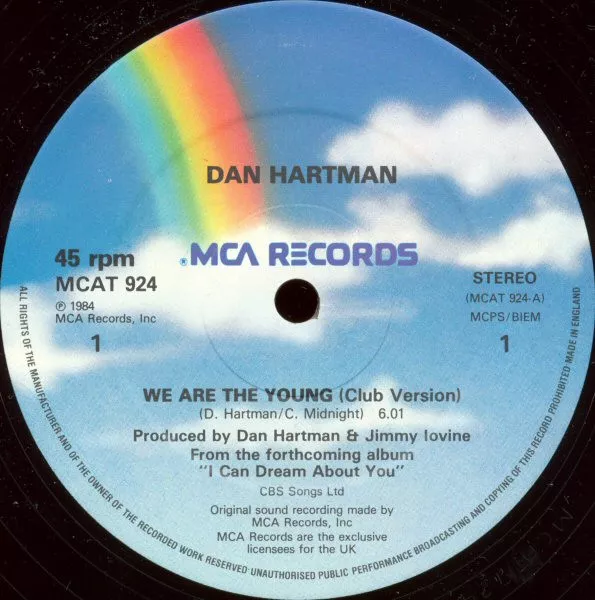 DAN HARTMAN
®MCA RECORDS
45 rpm
MCAT 924
℗ 1984
MCA Records, Inc
1
STEREO
(MCAT 924-A)
MCPS/BIEM
1
WE ARE THE YOUNG (Club Version)
(D. Hartman/C. Midnight) 6.01
Produced by Dan Hartman & Jimmy Iovine
From the forthcoming album
"I Can Dream About You"
CBS Songs Ltd
Original sound recording made by
MCA Records, Inc
MCA Records are the exclusive
licensees for the UK
ALL RIGHTS OF THE MANUFACTURER AND OF THE OWNER OF THE RECORDED WORK RESERVED·UNAUTHORISED PUBLIC PERFORMANCE BROADCASTING AND COPYING OF THIS RECORD PROHIBITED·MADE IN ENGLAND